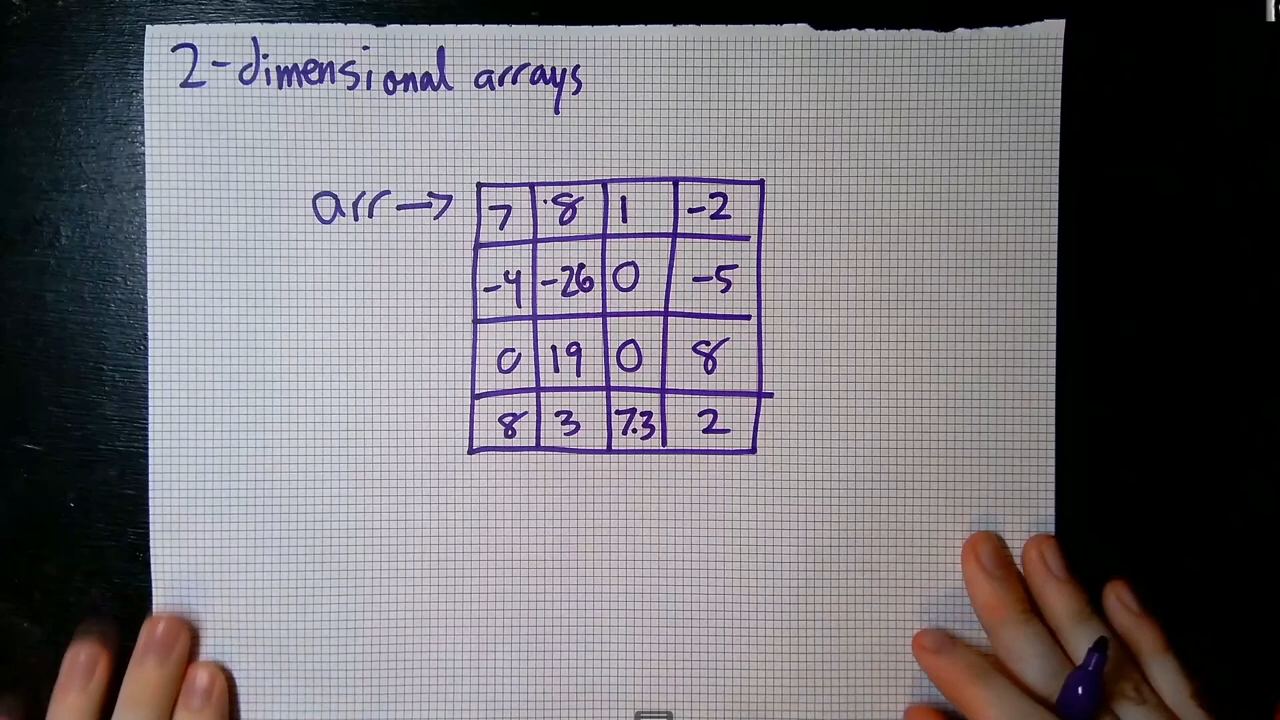 2-dimensional arrays
arr → 7 .8 1 -2
-4 -26 0 -5
0 19 0 8
8 3 7.3 2